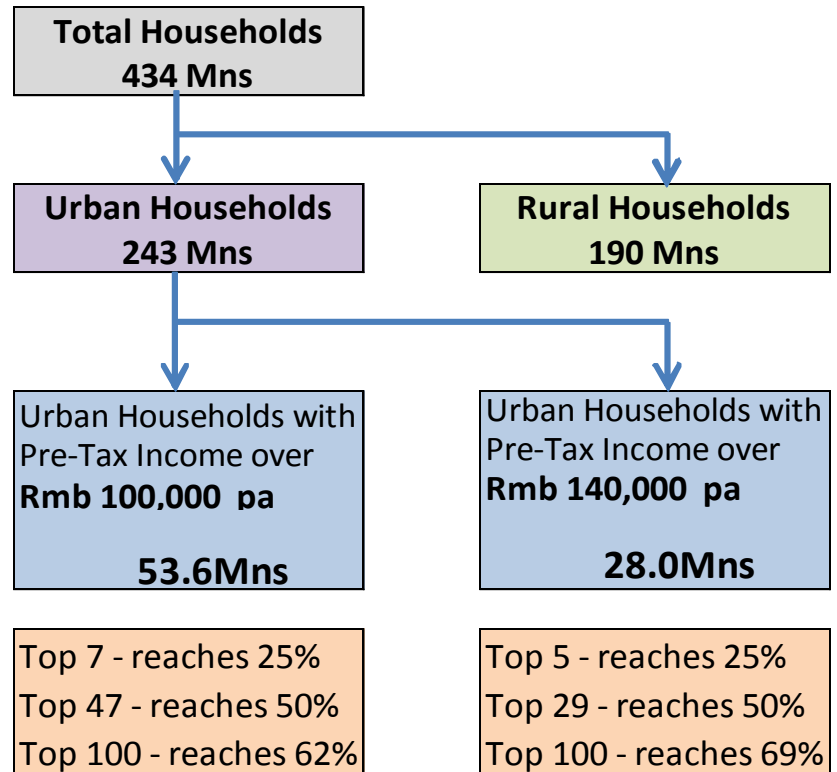 Total Households
434 Mns
Urban Households
243 Mns
Rural Households
190 Mns
Urban Households with
Pre-Tax Income over
Rmb 100,000 pa
53.6Mns
Urban Households with
Pre-Tax Income over
Rmb 140,000 pa
28.0Mns
Top 7 - reaches 25%
Top 47 - reaches 50%
Top 100 - reaches 62%
Top 5 - reaches 25%
Top 29 - reaches 50%
Top 100 - reaches 69%